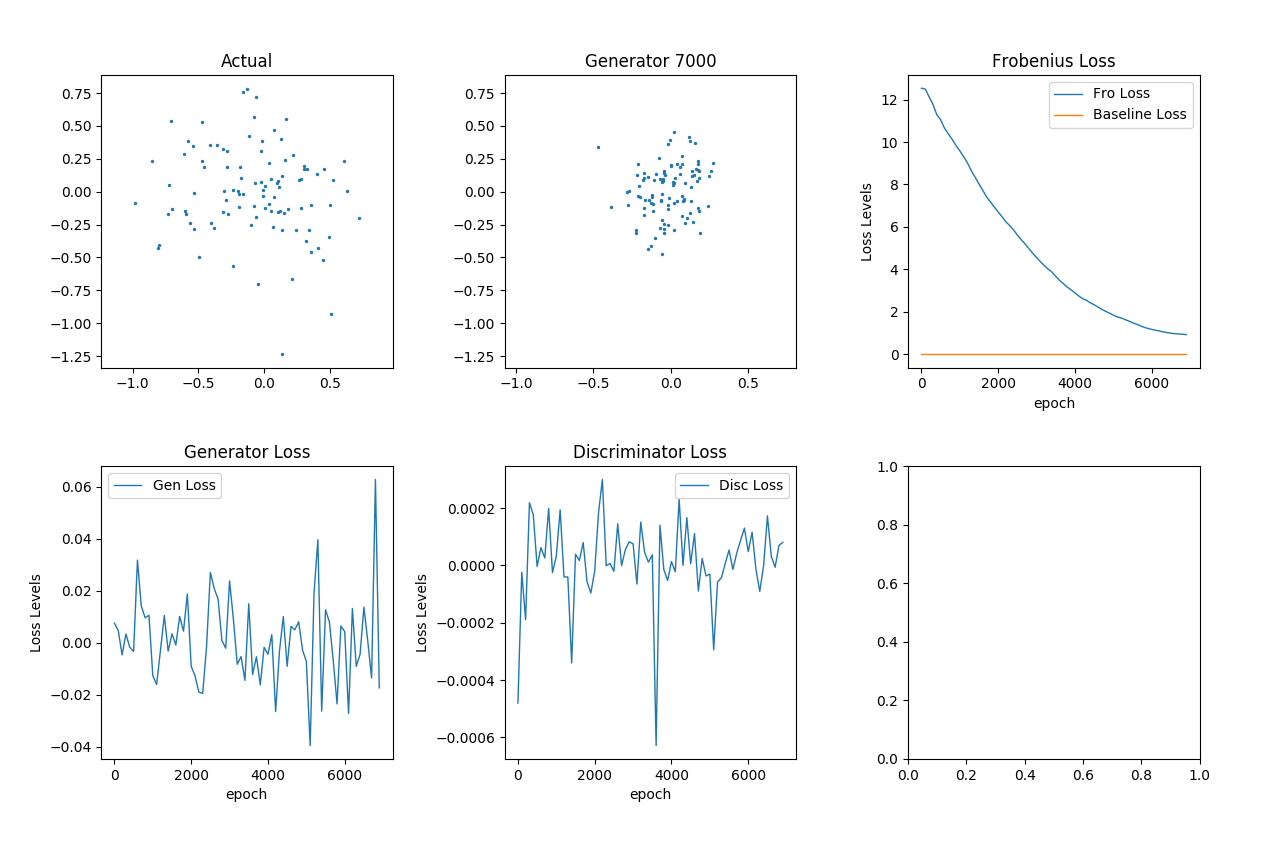 Actual
0.75
0.50
0.25
0.00
−0.25
−0.50
−0.75
−1.00
−1.25
−1.0 −0.5 0.0 0.5
Generator 7000
0.75
0.50
0.25
0.00
−0.25
−0.50
−0.75
−1.00
−1.25
−1.0 −0.5 0.0 0.5
Frobenius Loss
Fro Loss
Baseline Loss
Loss Levels
12
10
8
6
4
2
0
0 2000 4000 6000
epoch
Generator Loss
Gen Loss
Loss Levels
0.06
0.04
0.02
0.00
−0.02
−0.04
0 2000 4000 6000
epoch
Discriminator Loss
Disc Loss
Loss Levels
0.0002
0.0000
−0.0002
−0.0004
−0.0006
0 2000 4000 6000
epoch
1.0
0.8
0.6
0.4
0.2
0.0
0.0 0.2 0.4 0.6 0.8 1.0